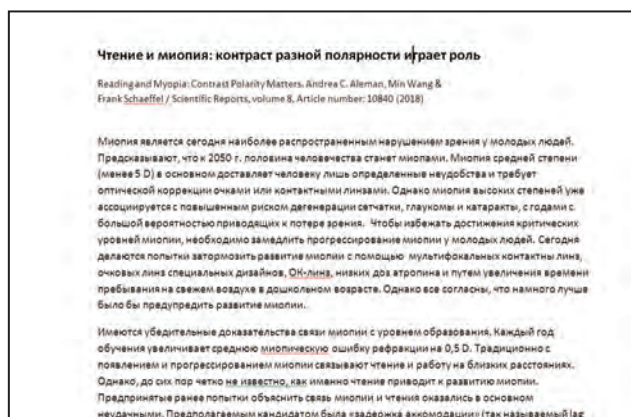 Чтение и миопия: контраст разной полярности играет роль
Reading and Myopia: Contrast Polarity Matters. Andrea C. Aleman, Min Wang &
Frank Schaeffel / Scientific Reports, volume 8, Article number: 10840 (2018)
Миопия является сегодня наиболее распространенным нарушением зрения у молодых людей.
Предсказывают, что к 2050 г. половина человечества станет миопами. Миопия средней степени
(менее 5 D) в основном доставляет человеку лишь определенные неудобства и требует
оптической коррекции очками или контактными линзами. Однако миопия высоких степеней уже
ассоциируется с повышенным риском дегенерации сетчатки, глаукомы и катаракты, с годами с
большой вероятностью приводящих к потере зрения. Чтобы избежать достижения критических
уровней миопии, необходимо замедлить прогрессирование миопии у молодых людей. Сегодня
делаются попытки затормозить развитие миопии с помощью мультифокальных контактны линз,
очковых линз специальных дизайнов, ОК-линз, низких доз атропина и путем увеличения времени
пребывания на свежем воздухе в дошкольном возрасте. Однако все согласны, что намного лучше
было бы предупредить развитие миопии.
Имеются убедительные доказательства связи миопии с уровнем образования. Каждый год
обучения увеличивает среднюю миопическую ошибку рефракции на 0,5 D. Традиционно с
появлением и прогрессированием миопии связывают чтение и работу на близких расстояниях.
Однако, до сих пор четко не известно, как именно чтение приводит к развитию миопии.
Предпринятые ранее попытки объяснить связь миопии и чтения оказались в основном
неудачными. Предполагаемым кандидатом была «задержка аккомодации» (так называемый lag